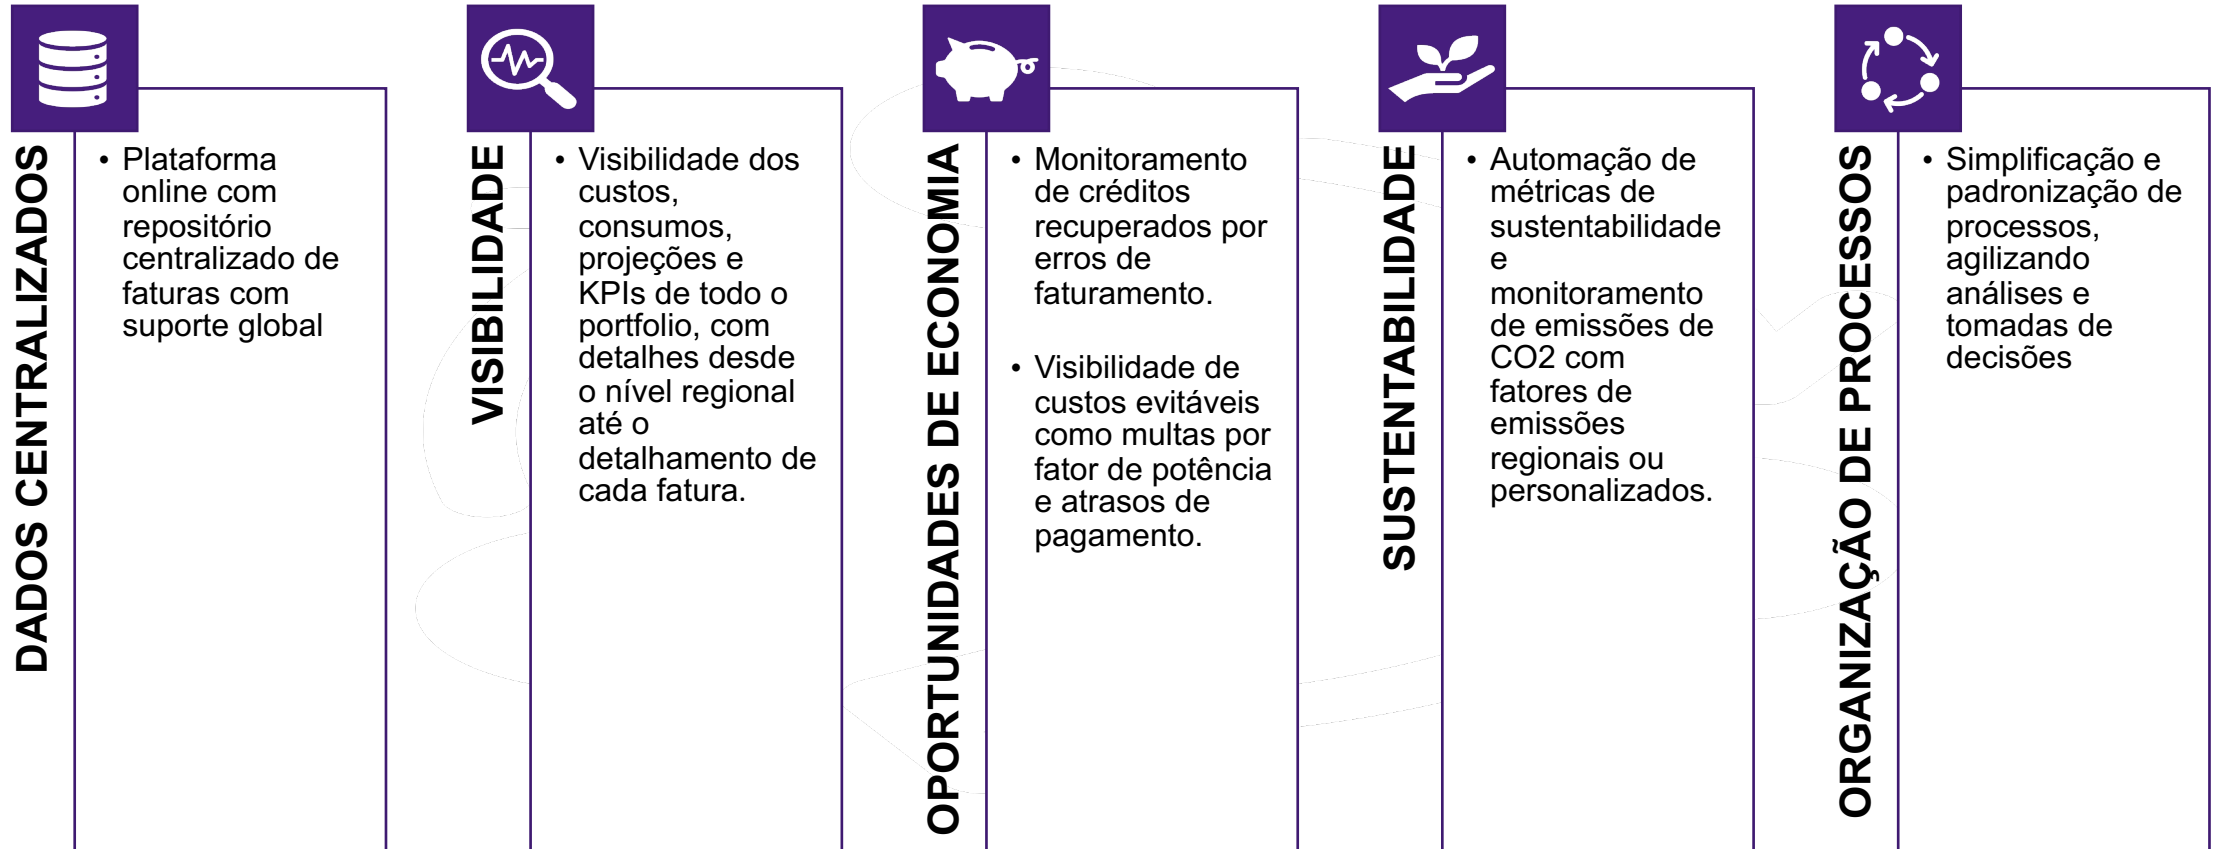 DADOS CENTRALIZADOS
• Plataforma
online com
repositório
centralizado de
faturas com
suporte global
VISIBILIDADE
• Visibilidade dos
custos,
consumos,
projeções e
KPIs de todo o
portfolio, com
detalhes desde
o nível regional
até o
detalhamento de
cada fatura.
OPORTUNIDADES DE ECONOMIA
• Monitoramento
de créditos
recuperados por
erros de
faturamento.
• Visibilidade de
custos evitáveis
como multas por
fator de potência
e atrasos de
pagamento.
SUSTENTABILIDADE
• Automação de
métricas de
sustentabilidade
e
monitoramento
de emissões de
CO2 com
fatores de
emissões
regionais ou
personalizados.
ORGANIZAÇÃO DE PROCESSOS
• Simplificação e
padronização de
processos,
agilizando
análises e
tomadas de
decisões